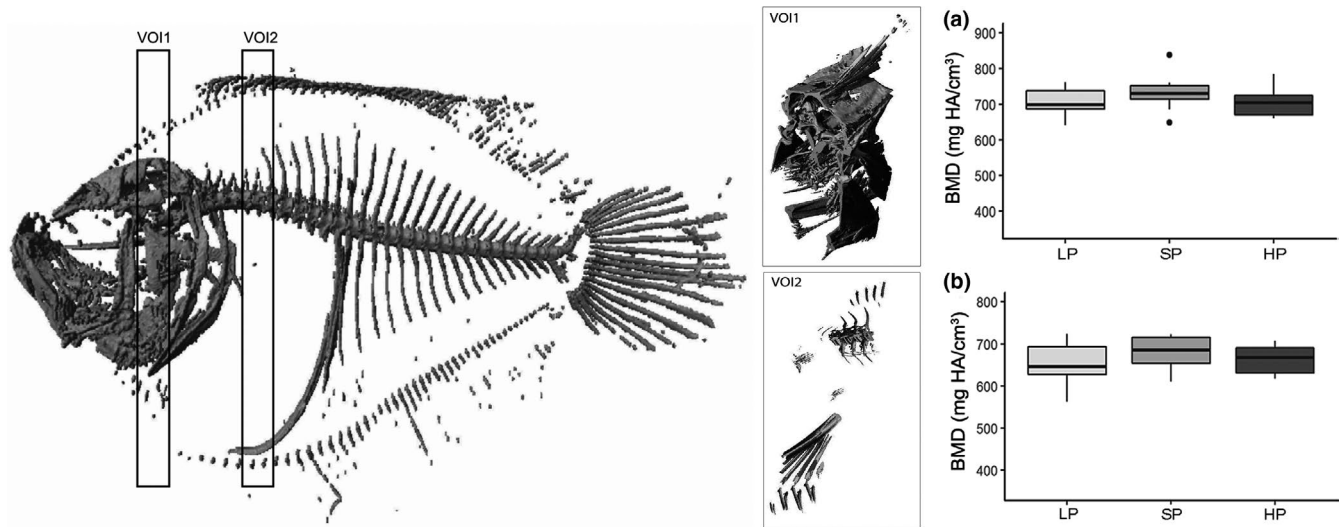 VOI1
VOI2
VOI1
VOI2
(a)
BMD (mg HA/cm³)
900
800
700
600
500
400
LP
SP
HP
(b)
BMD (mg HA/cm³)
800
700
600
500
400
LP
SP
HP